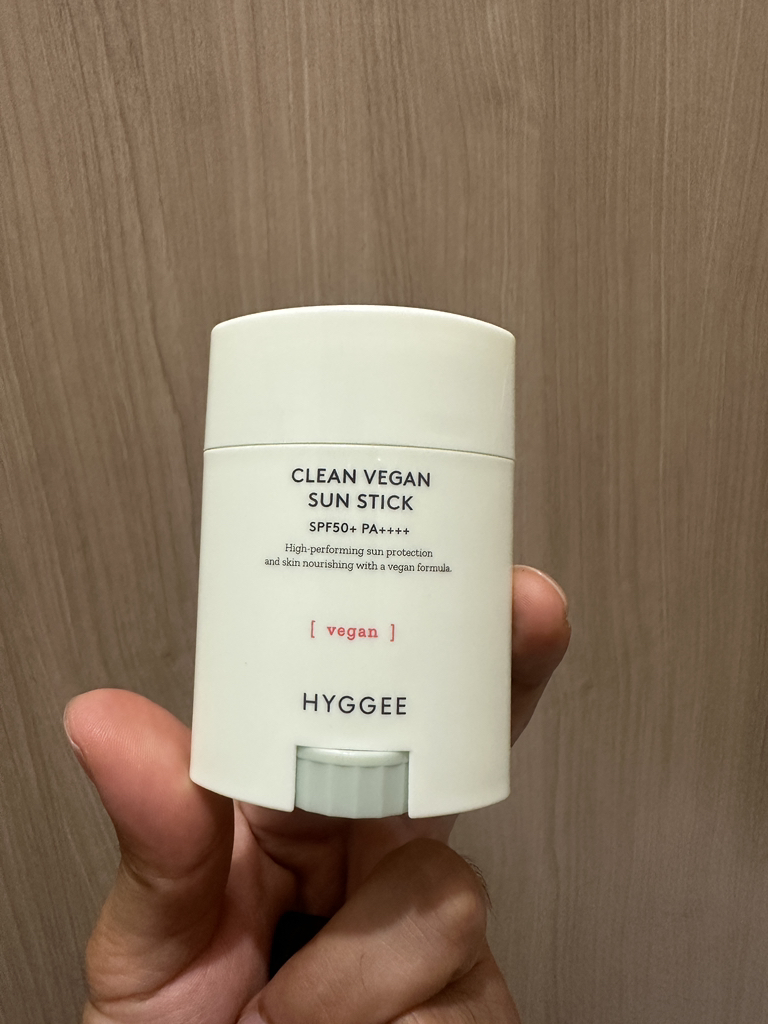 CLEAN VEGAN
SUN STICK
SPF50+ PA++++
High-performing sun protection
and skin nourishing with a vegan formula.
[ vegan ]
HYGGEE